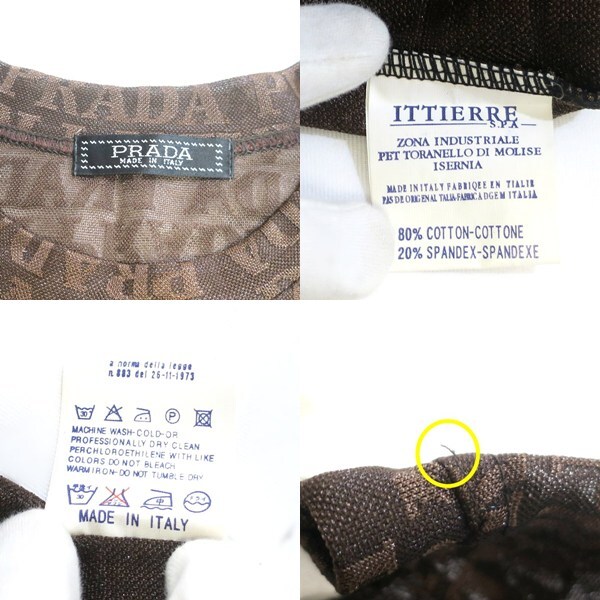 PRADA
PRADA
MADE IN ITALY
ITTIERRE
S.P.A
ZONA INDUSTRIALE
PET TORANELLO DI MOLISE
ISERNIA
MADE IN ITALY FABRIQEE EN TIALIE
PAS DE ORIGENAL TALIA FABRICA DGEM ITALIA
80% COTTON-COTTONE
20% SPANDEX-SPANDEXE
a norma della legge
n.883 del 26-11-1973
30
P
MACHINE WASH-COLD-OR
PROFESSIONALLY DRY CLEAN
PERCHLOROETHILENE WITH LIKE
COLORS DO NOT BLEACH
WARM IRON-DO NOT TUMBLE DRY
30
MADE IN ITALY